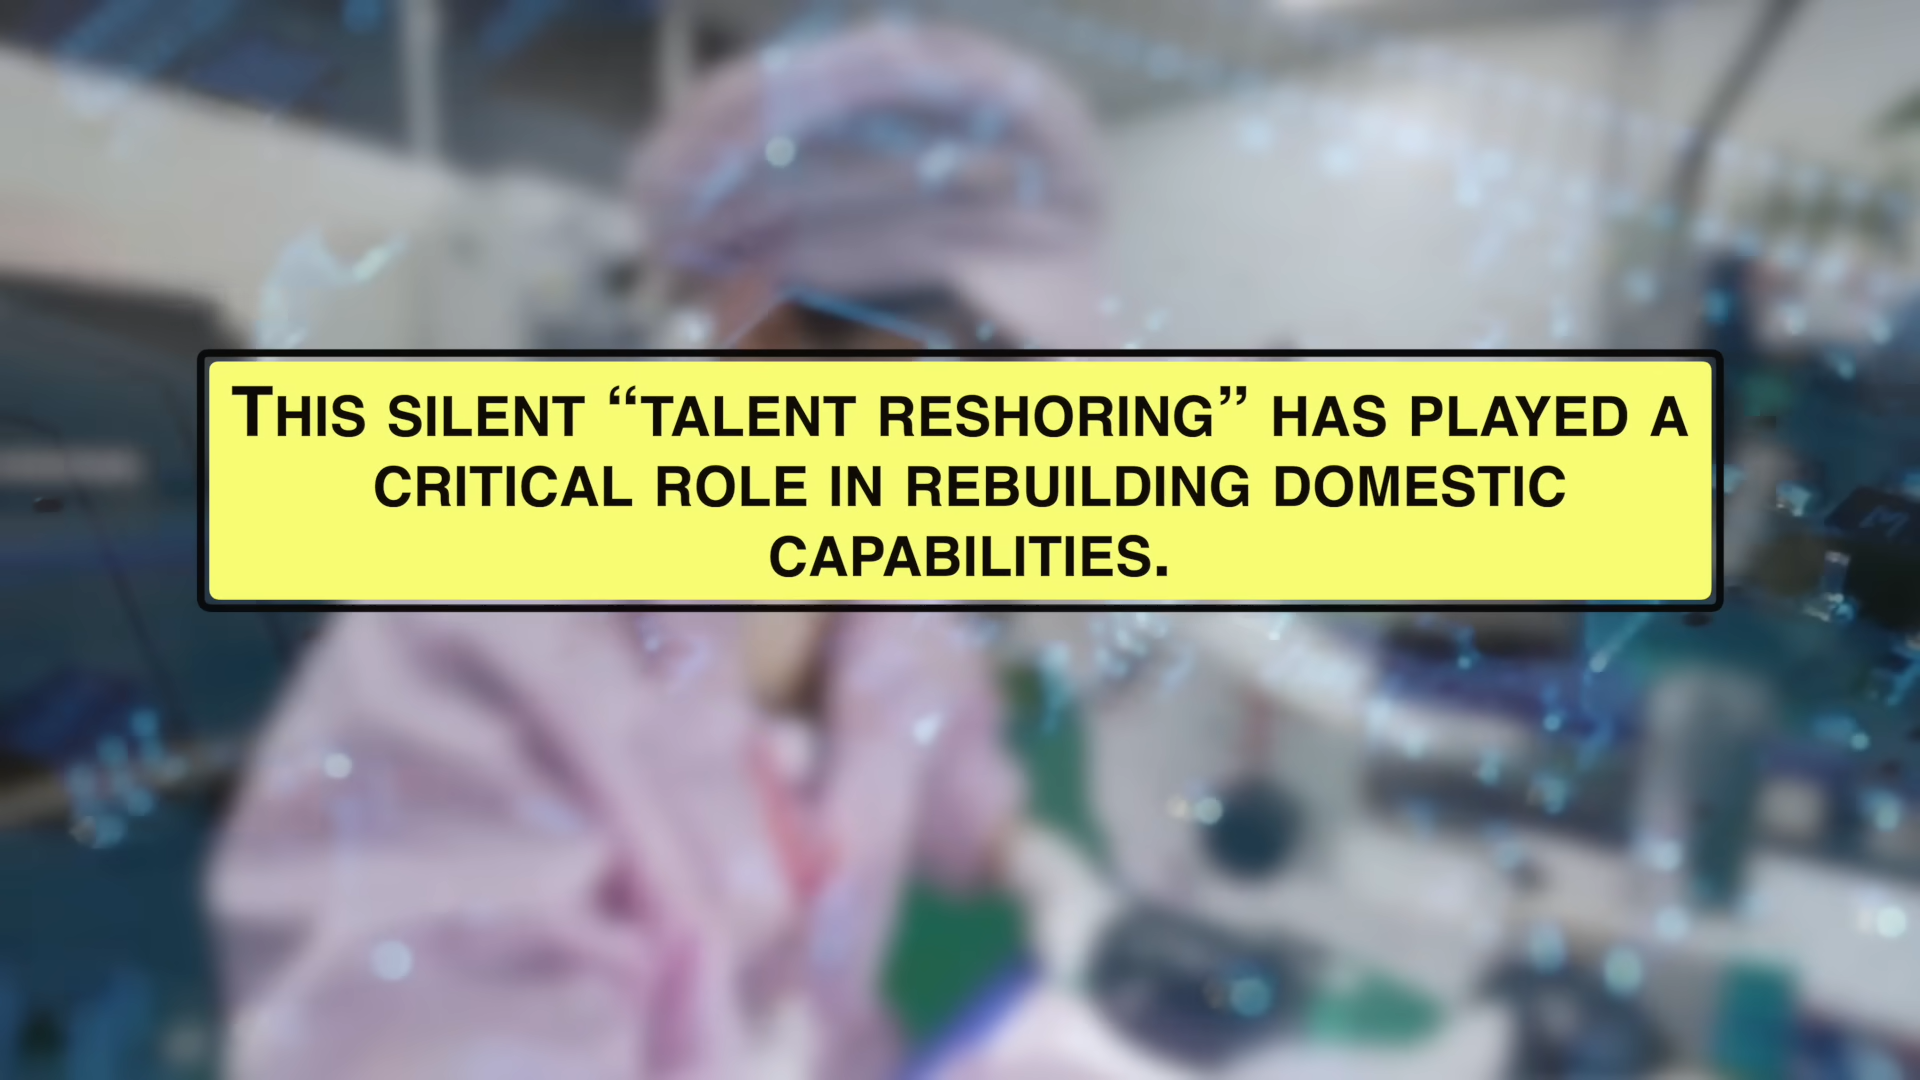 This silent “talent reshoring” has played a
critical role in rebuilding domestic
capabilities.